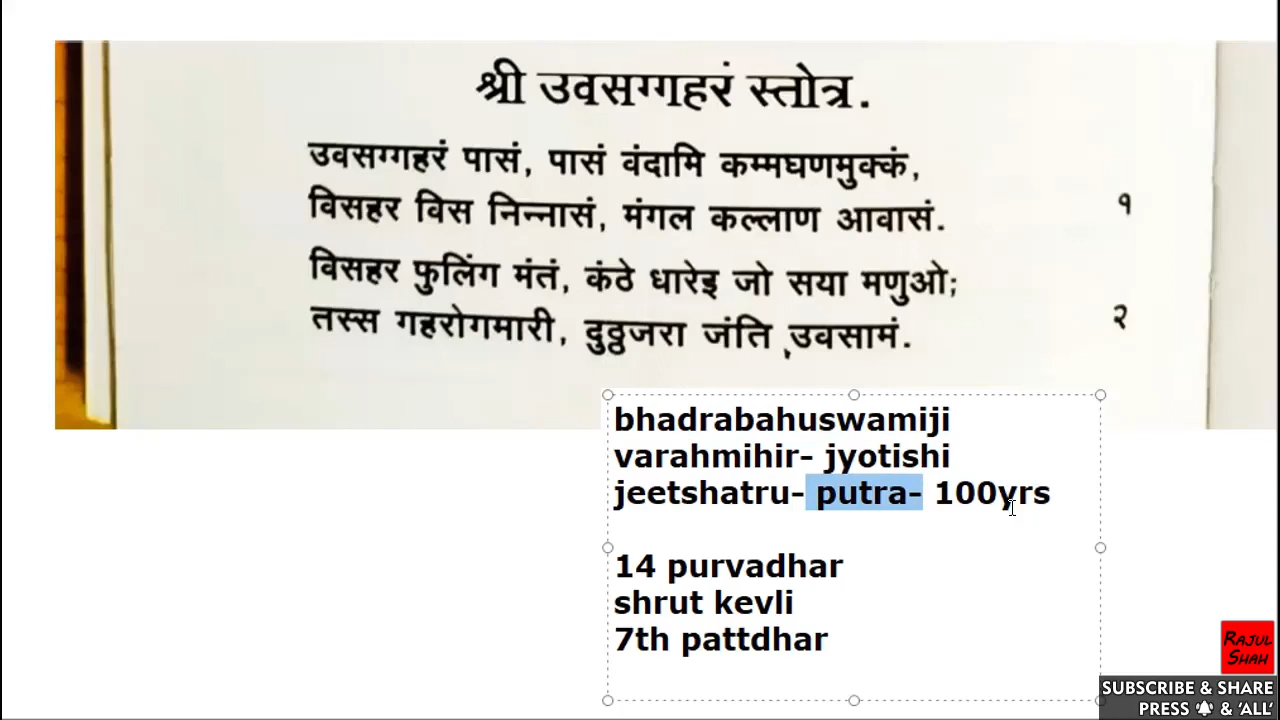 श्री उवसग्गहरं स्तोत्र.
उवसग्गहरं पासं, पासं वंदामि कम्मघणमुक्कं,
विसहर विस निन्नासं, मंगल कल्लाण आवासं. १
विसहर फुलिंग मंतं, कंठे धारेइ जो सया मणुओ;
तस्स गहरोगमारी, दुठ्ठजरा जंति उवसामं. २
bhadrabahuswamiji
varahmihir- jyotishi
jeetshatru- putra- 100yrs
14 purvadhar
shrut kevli
7th pattdhar
RAJUL
SHAH
SUBSCRIBE & SHARE
PRESS & 'ALL'